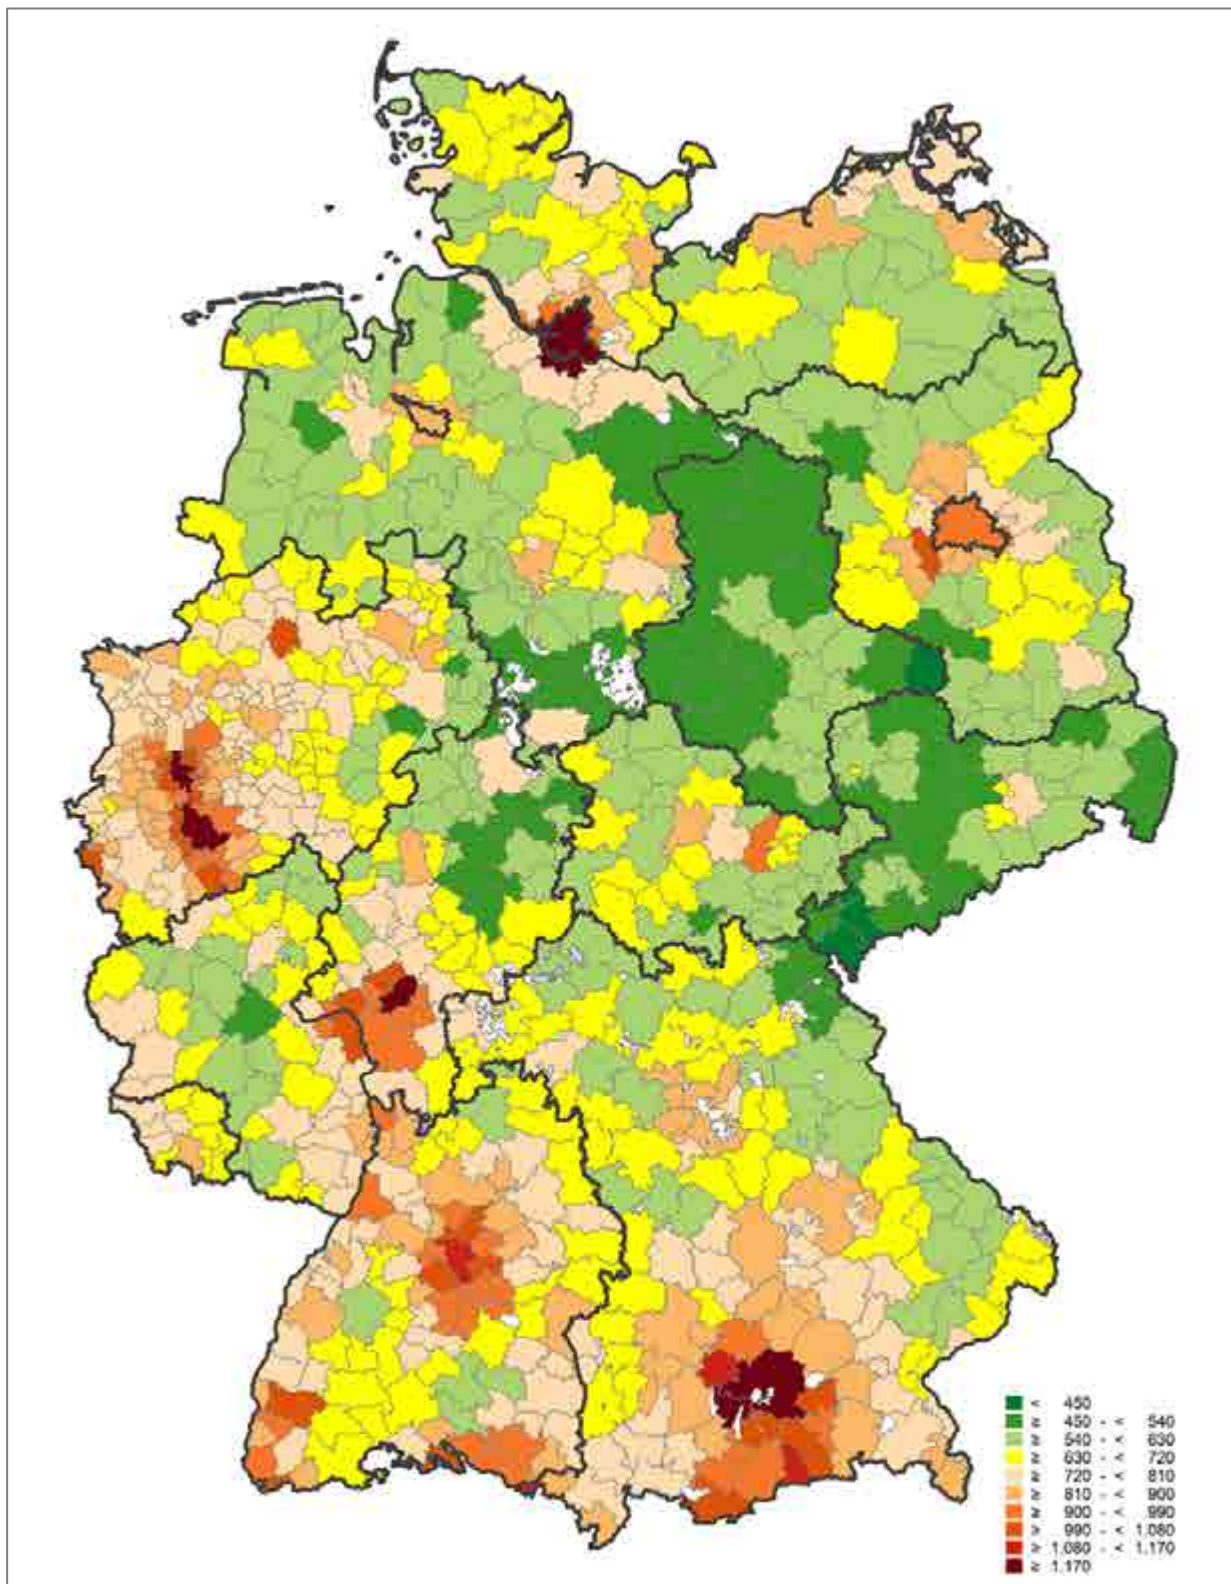 < 450
≥ 450 - < 540
≥ 540 - < 630
≥ 630 - < 720
≥ 720 - < 810
≥ 810 - < 900
≥ 900 - < 990
≥ 990 - < 1.080
≥ 1.080 - < 1.170
≥ 1.170